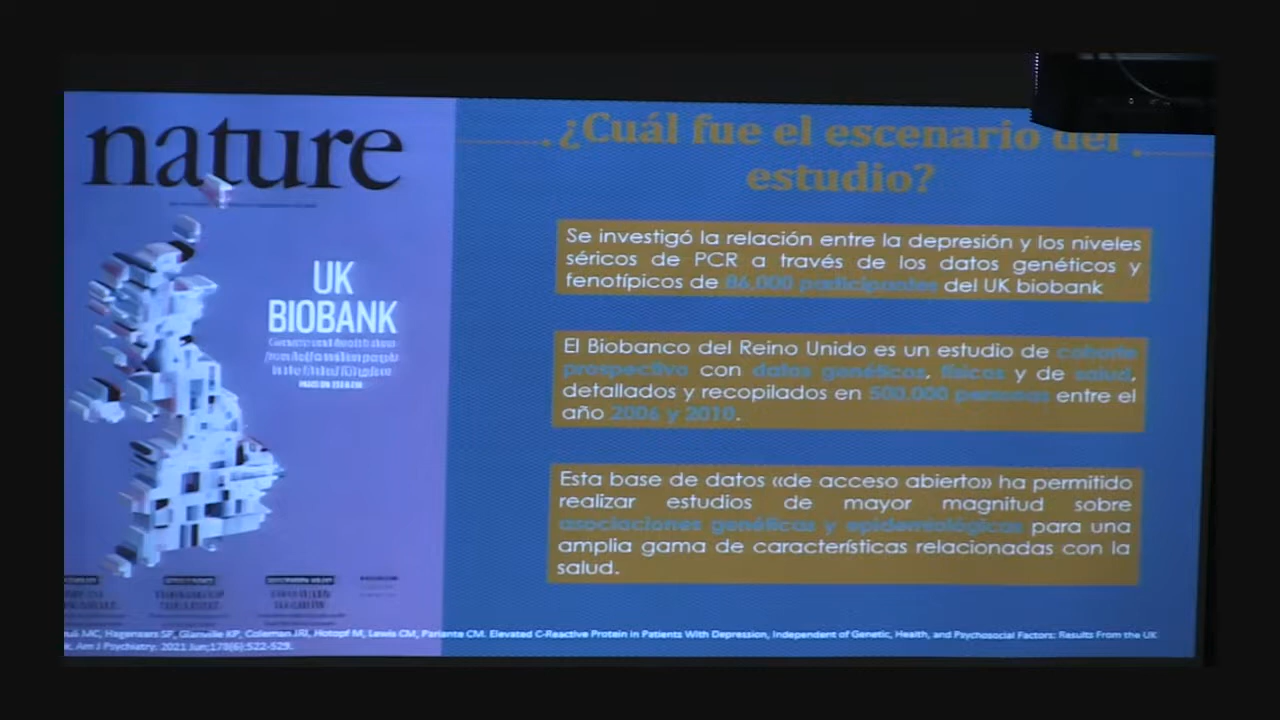 nature
UK
BIOBANK
¿Cuál fue el escenario del
estudio?
Se investigó la relación entre la depresión y los niveles
séricos de PCR a través de los datos genéticos y
fenotípicos de 86.000 participantes del UK biobank
El Biobanco del Reino Unido es un estudio de cohorte
prospectivo con datos genéticos, físicos y de salud,
detallados y recopilados en 500.000 personas entre el
año 2006 y 2010.
Esta base de datos «de acceso abierto» ha permitido
realizar estudios de mayor magnitud sobre
asociaciones genéticas y epidemiológicas para una
amplia gama de características relacionadas con la
salud.
MC, Hagenaars SP, Glanville KP, Coleman JRI, Hotopf M, Lewis CM, Pariante CM. Elevated C-Reactive Protein in Patients With Depression, Independent of Genetic, Health, and Psychosocial Factors: Results From the UK
Am J Psychiatry. 2021 Jun;178(6):522-529.